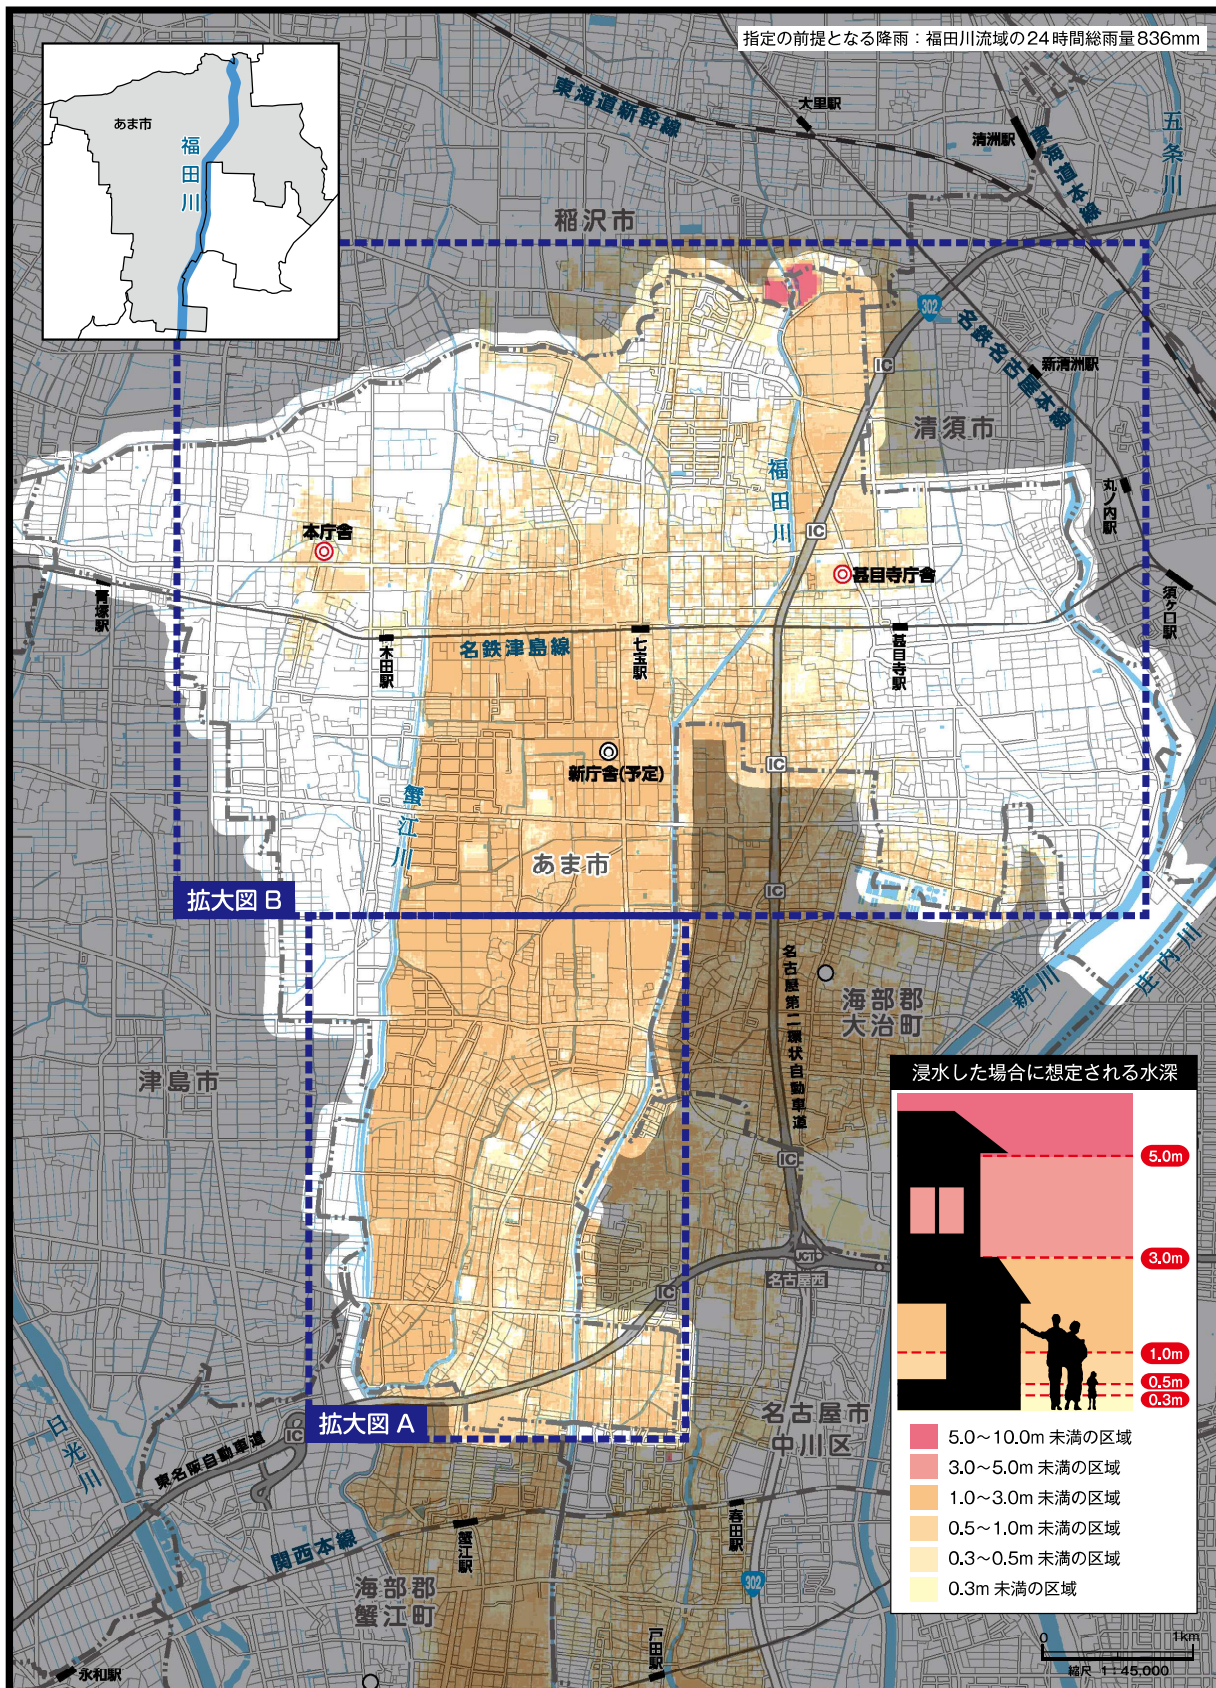 指定の前提となる降雨：福田川流域の24時間総雨量836mm
あま市
福田川
東海道新幹線
大里駅
清洲駅
東海道本線
五条川
稲沢市
302
名鉄名古屋本線
新清洲駅
IC
清須市
福田川
丸ノ内駅
本庁舎
IC
甚目寺庁舎
須ヶ口駅
青塚駅
木田駅
名鉄津島線
七宝駅
甚目寺駅
新庁舎(予定)
IC
蟹江川
あま市
拡大図 B
IC
名古屋第二環状自動車道
海部郡
大治町
新川
庄内川
津島市
浸水した場合に想定される水深
5.0m
3.0m
1.0m
0.5m
0.3m
IC
JCT
名古屋西
IC
拡大図 A
IC
東名阪自動車道
日光川
名古屋市
中川区
5.0～10.0m 未満の区域
3.0～5.0m 未満の区域
1.0～3.0m 未満の区域
0.5～1.0m 未満の区域
0.3～0.5m 未満の区域
0.3m 未満の区域
関西本線
蟹江駅
春田駅
302
海部郡
蟹江町
戸田駅
永和駅
0 1km
縮尺 1：45,000